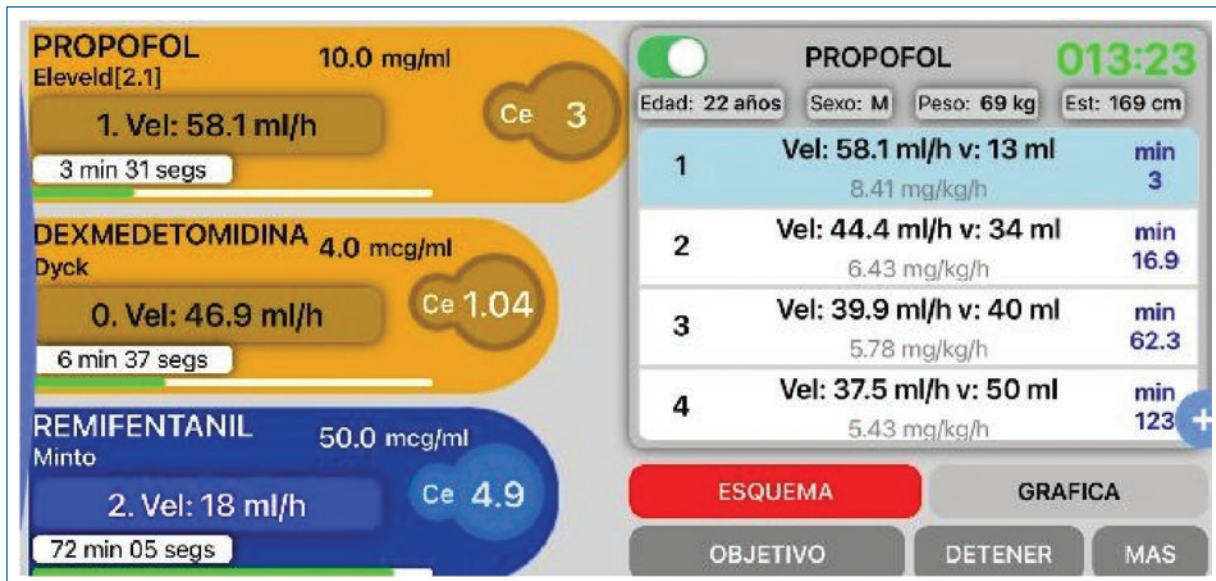 PROPOFOL 10.0 mg/ml
Eleveld[2.1]
1. Vel: 58.1 ml/h
Ce 3
3 min 31 segs
DEXMEDETOMIDINA 4.0 mcg/ml
Dyck
0. Vel: 46.9 ml/h
Ce 1.04
6 min 37 segs
REMIFENTANIL 50.0 mcg/ml
Minto
2. Vel: 18 ml/h
Ce 4.9
72 min 05 segs
PROPOFOL 013:23
Edad: 22 años Sexo: M Peso: 69 kg Est: 169 cm
1 Vel: 58.1 ml/h v: 13 ml min
8.41 mg/kg/h 3
2 Vel: 44.4 ml/h v: 34 ml min
6.43 mg/kg/h 16.9
3 Vel: 39.9 ml/h v: 40 ml min
5.78 mg/kg/h 62.3
4 Vel: 37.5 ml/h v: 50 ml min
5.43 mg/kg/h 123 +
ESQUEMA GRAFICA
OBJETIVO DETENER MAS